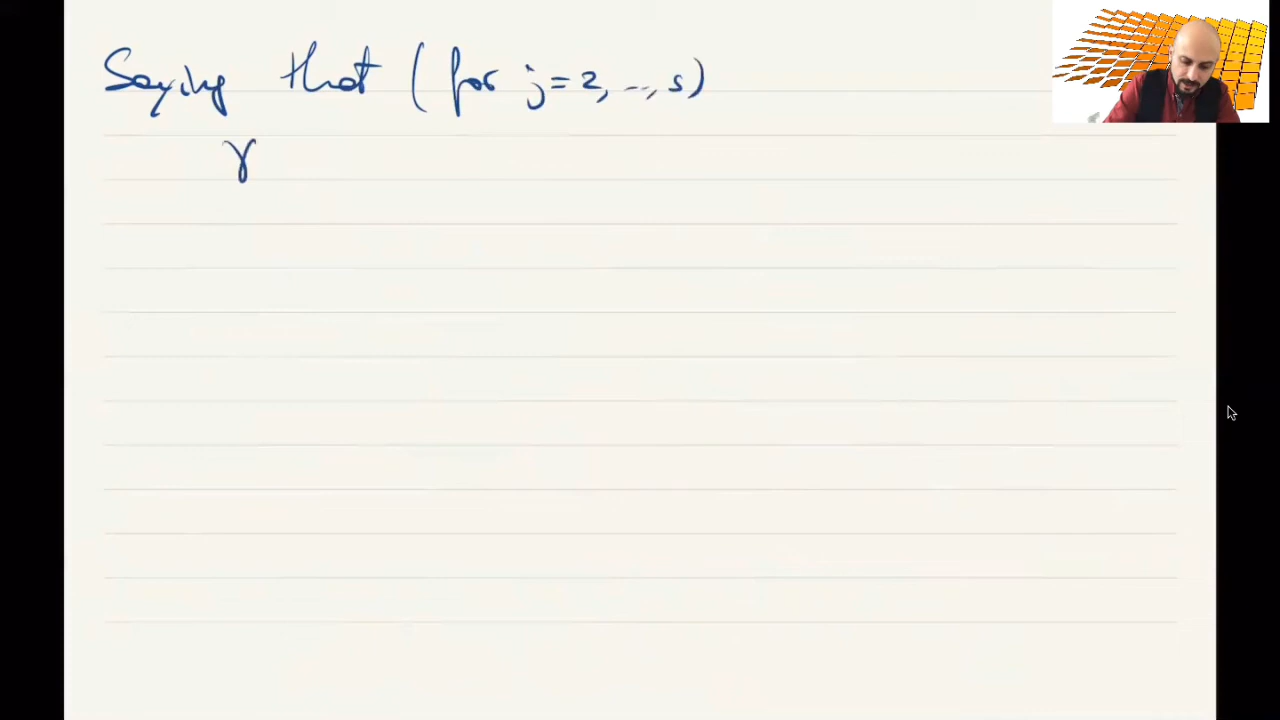 Saying that (for j=2, .., s)
γ